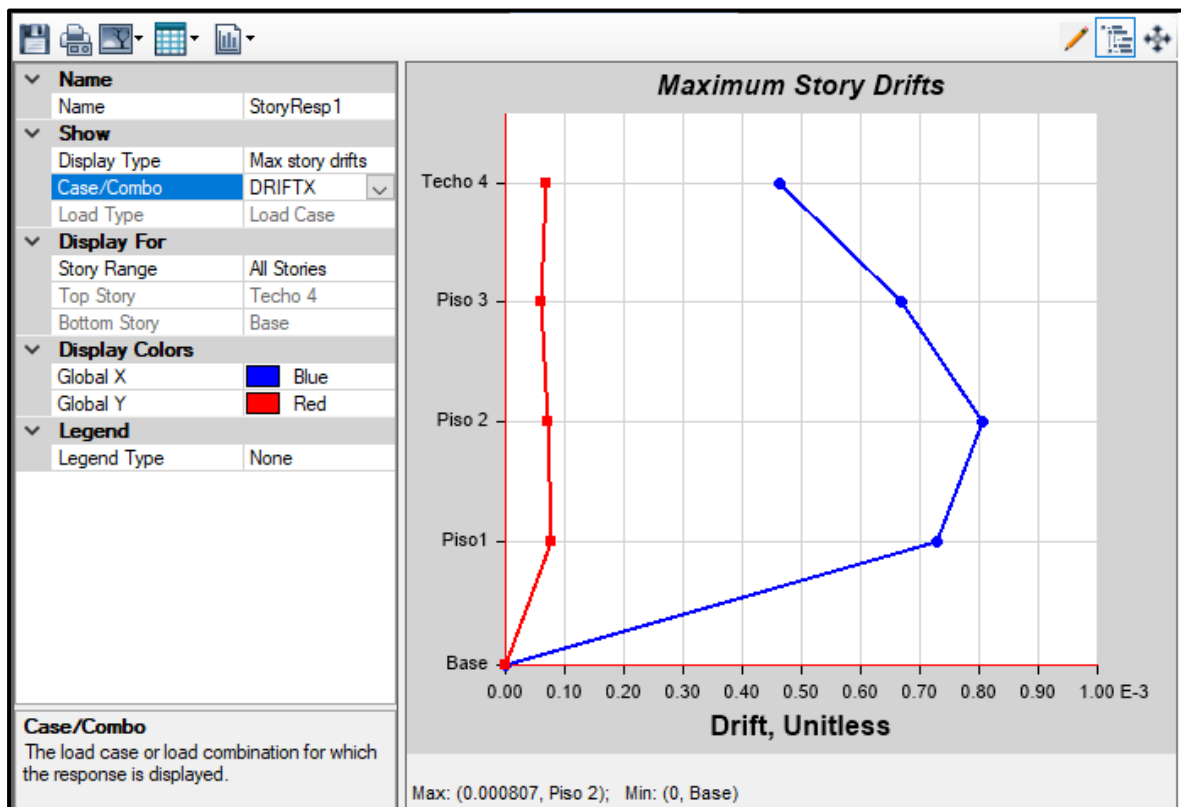 Name
Name StoryResp1
Show
Display Type Max story drifts
Case/Combo DRIFTX
Load Type Load Case
Display For
Story Range All Stories
Top Story Techo 4
Bottom Story Base
Display Colors
Global X Blue
Global Y Red
Legend
Legend Type None
Case/Combo
The load case or load combination for which
the response is displayed.
Maximum Story Drifts
Techo 4
Piso 3
Piso 2
Piso1
Base
0.00 0.10 0.20 0.30 0.40 0.50 0.60 0.70 0.80 0.90 1.00 E-3
Drift, Unitless
Max: (0.000807, Piso 2); Min: (0, Base)